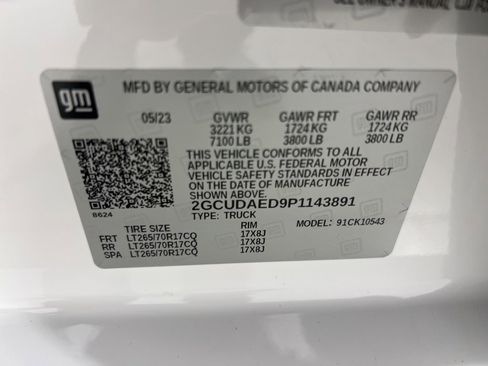 SEE OWNER'S MANUAL
gm
MFD BY GENERAL MOTORS OF CANADA COMPANY
05/23 GVWR GAWR FRT GAWR RR
3221 KG 1724 KG 1724 KG
7100 LB 3800 LB 3800 LB
THIS VEHICLE CONFORMS TO ALL
APPLICABLE U.S. FEDERAL MOTOR
VEHICLE SAFETY STANDARDS IN EFFECT
ON THE DATE OF MANUFACTURE SHOWN ABOVE.
8624 2GCUDAED9P1143891
TYPE: TRUCK MODEL: 91CK10543
TIRE SIZE RIM
FRT LT265/70R17CQ 17X8J
RR LT265/70R17CQ 17X8J
SPA LT265/70R17CQ 17X8J